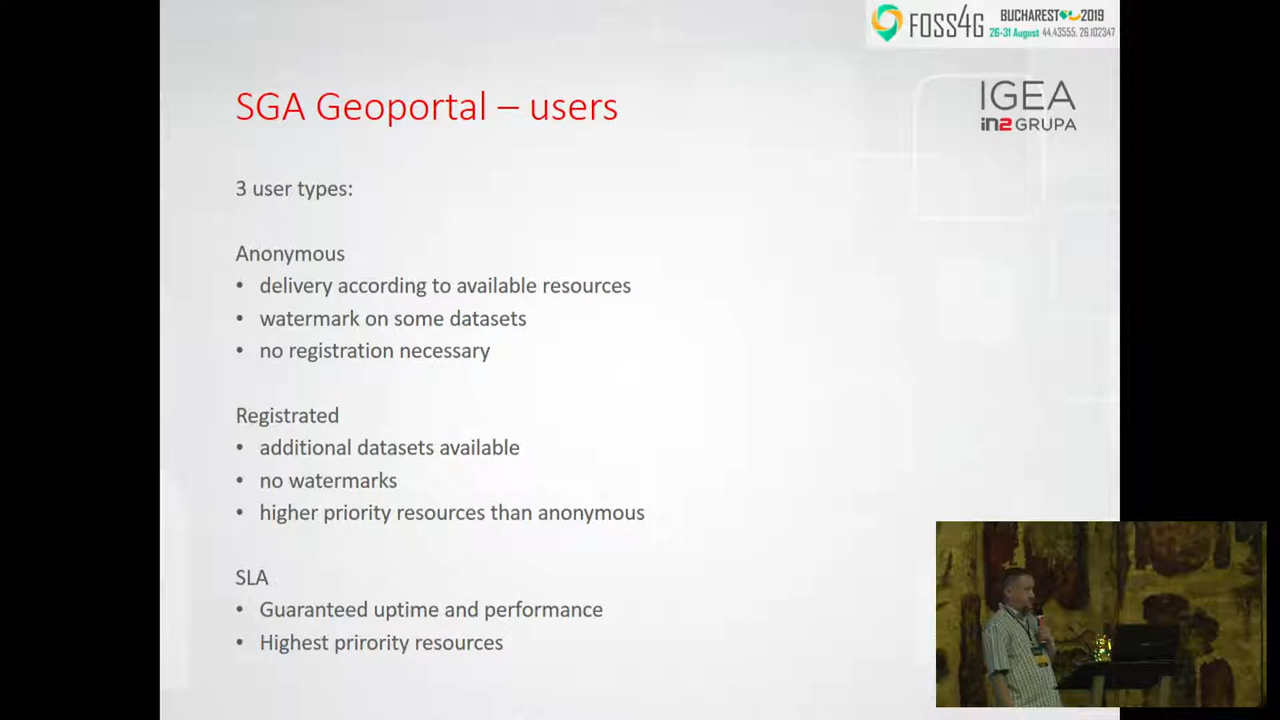 FOSS4G BUCHAREST 2019
26-31 August 44.43555, 26.102347
SGA Geoportal – users
IGEA
in2 GRUPA
3 user types:
Anonymous
• delivery according to available resources
• watermark on some datasets
• no registration necessary
Registrated
• additional datasets available
• no watermarks
• higher priority resources than anonymous
SLA
• Guaranteed uptime and performance
• Highest prirority resources